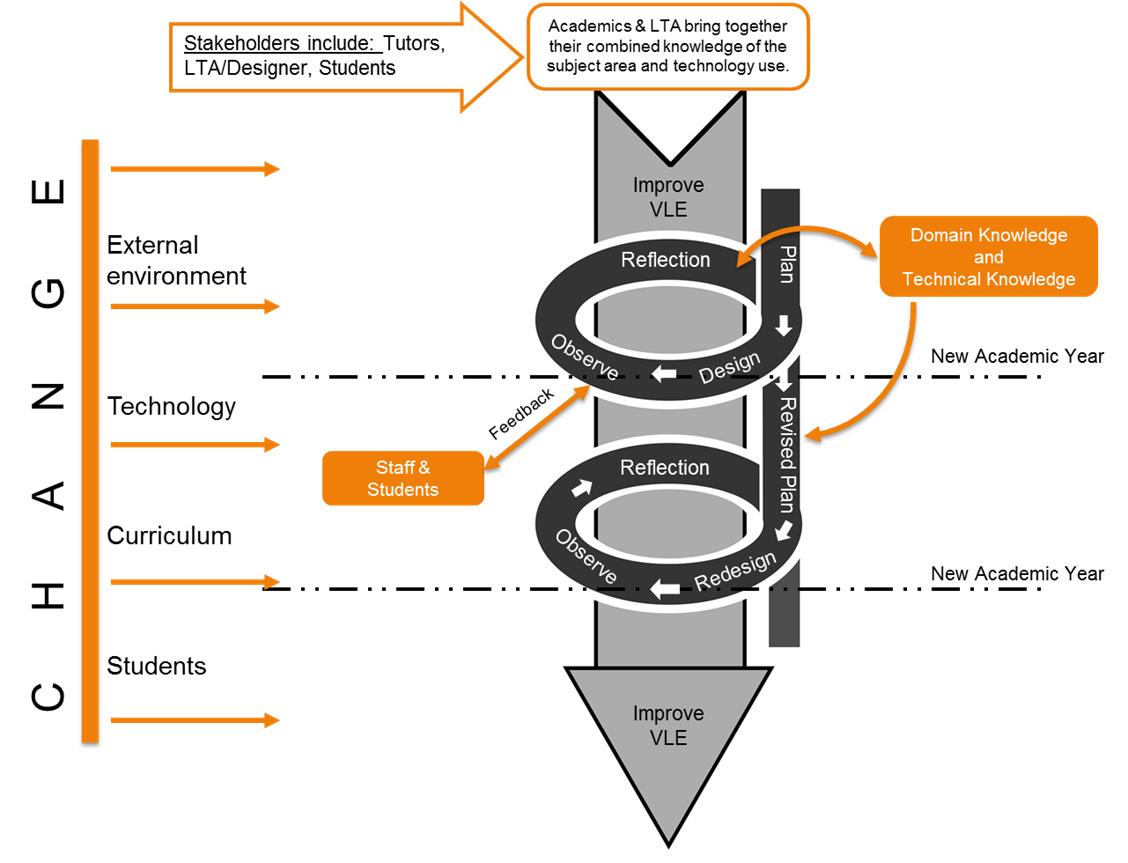 Stakeholders include: Tutors,
LTA/Designer, Students
Academics & LTA bring together
their combined knowledge of the
subject area and technology use.
CHANGE
External
environment
Technology
Curriculum
Students
Improve
VLE
Plan
Reflection
Observe
Design
Domain Knowledge
and
Technical Knowledge
New Academic Year
Feedback
Staff &
Students
Revised Plan
Reflection
Observe
Redesign
New Academic Year
Improve
VLE